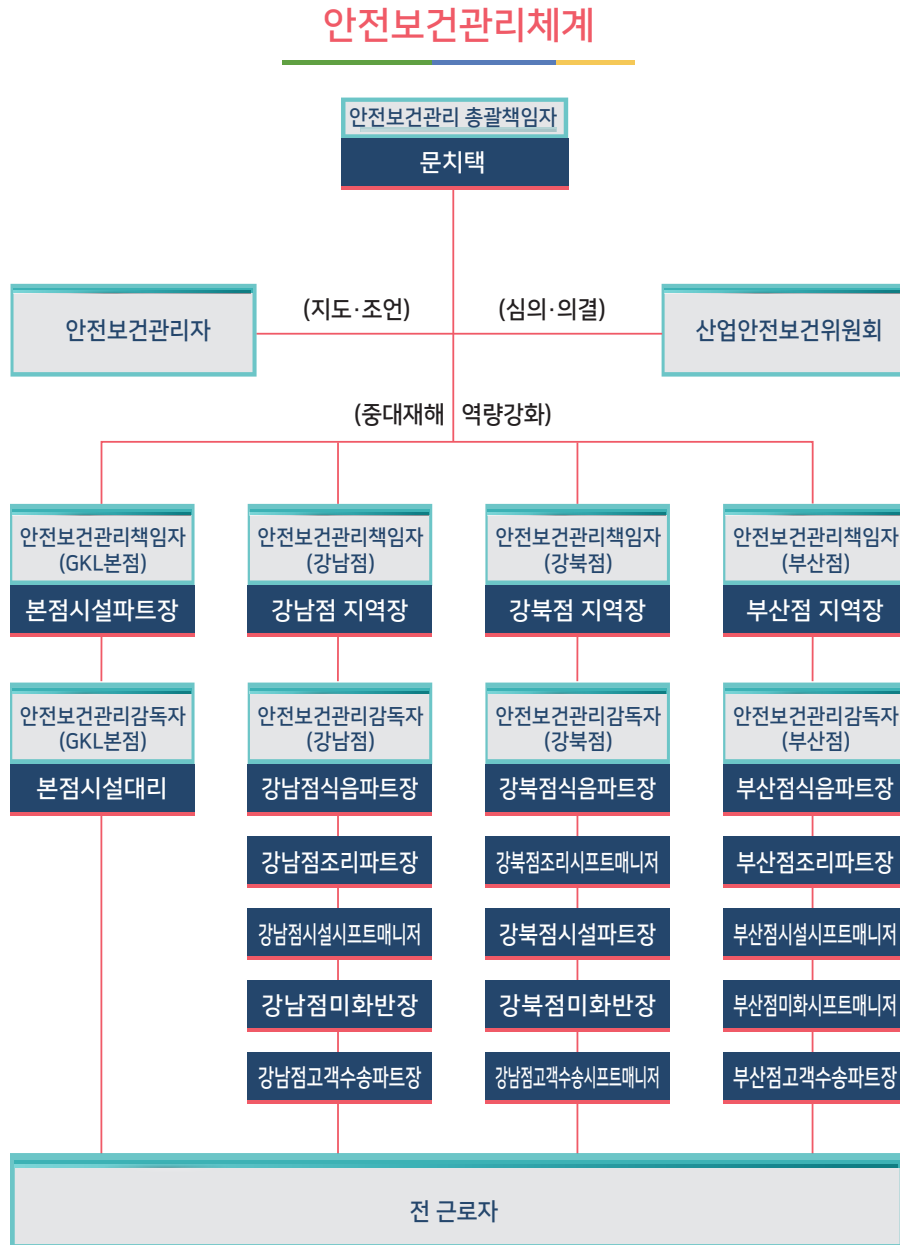 안전보건관리체계
안전보건관리 총괄책임자
문치택
(지도·조언)
(심의·의결)
안전보건관리자
산업안전보건위원회
(중대재해 역량강화)
안전보건관리책임자
(GKL본점)
본점시설파트장
안전보건관리책임자
(강남점)
강남점 지역장
안전보건관리책임자
(강북점)
강북점 지역장
안전보건관리책임자
(부산점)
부산점 지역장
안전보건관리감독자
(GKL본점)
본점시설대리
안전보건관리감독자
(강남점)
강남점식음파트장
강남점조리파트장
강남점시설시프트매니저
강남점미화반장
강남점고객수송파트장
안전보건관리감독자
(강북점)
강북점식음파트장
강북점조리시프트매니저
강북점시설파트장
강북점미화반장
강남점고객수송시프트매니저
안전보건관리감독자
(부산점)
부산점식음파트장
부산점조리파트장
부산점시설시프트매니저
부산점미화시프트매니저
부산점고객수송파트장
전 근로자